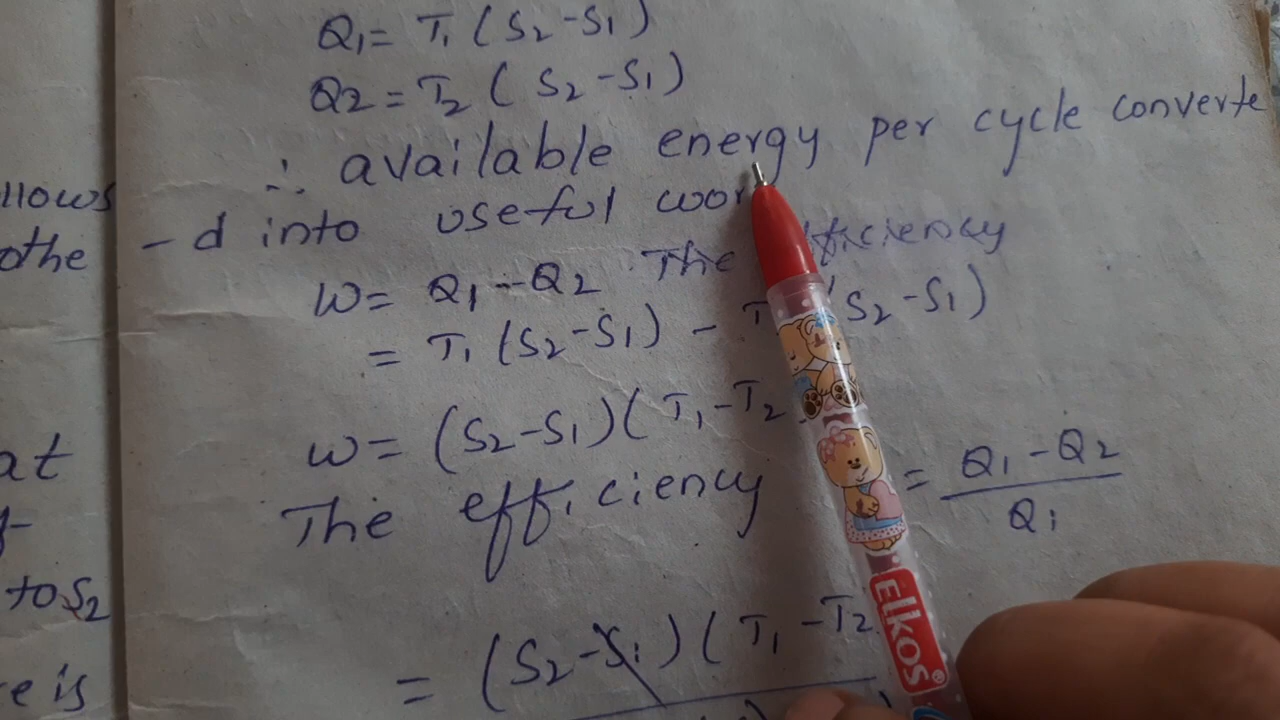 Q1 = T1 (S2-S1)
Q2 = T2 ( S2-S1)
∴ available energy per cycle converte
llows
othe
- d into useful
W = Q1 - Q2 The efficiency
= T1 (S2-S1) - (S2-S1)
W = (S2-S1) (T1-T2
The efficiency = Q1-Q2 / Q1
at
to S2
= (S2-S1) (T1-T2
e is
Elkos